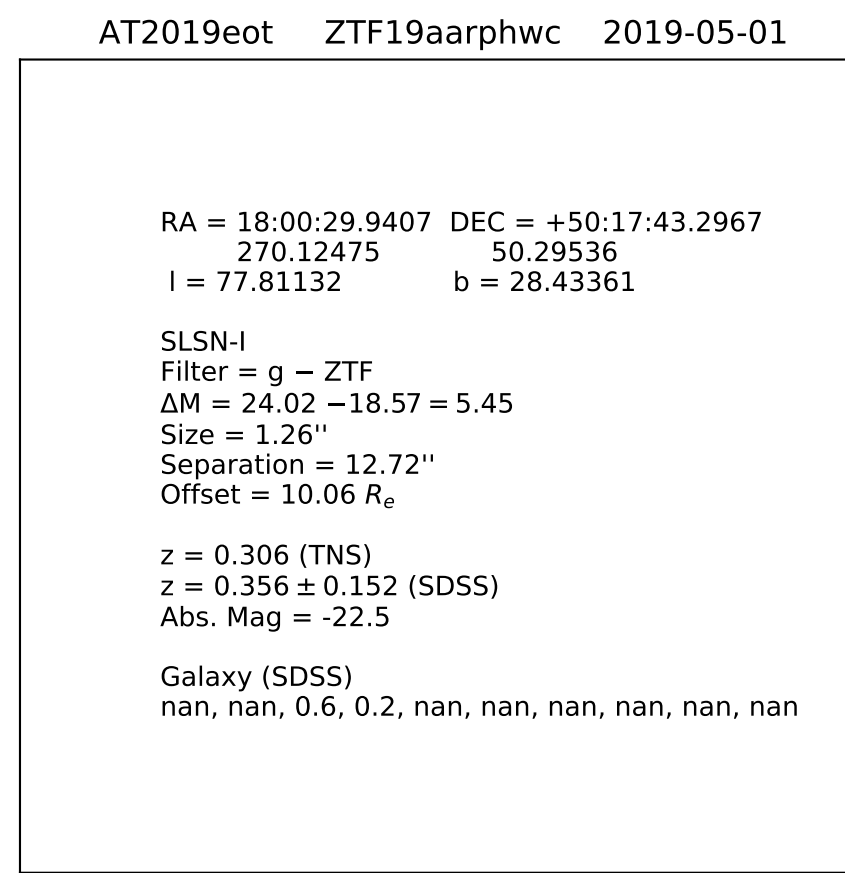 AT2019eot ZTF19aarphwc 2019-05-01
RA = 18:00:29.9407 DEC = +50:17:43.2967
270.12475 50.29536
l = 77.81132 b = 28.43361
SLSN-I
Filter = g − ZTF
ΔM = 24.02 −18.57 = 5.45
Size = 1.26''
Separation = 12.72''
Offset = 10.06 Rₑ
z = 0.306 (TNS)
z = 0.356 ± 0.152 (SDSS)
Abs. Mag = -22.5
Galaxy (SDSS)
nan, nan, 0.6, 0.2, nan, nan, nan, nan, nan, nan